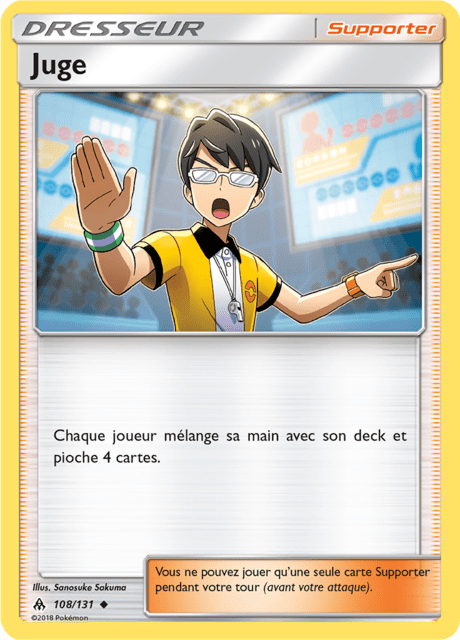 DRESSEUR
Supporter
Juge
Chaque joueur mélange sa main avec son deck et
pioche 4 cartes.
Vous ne pouvez jouer qu'une seule carte Supporter
pendant votre tour (avant votre attaque).
Illus. Sanosuke Sakuma
108/131 ◆
©2018 Pokémon